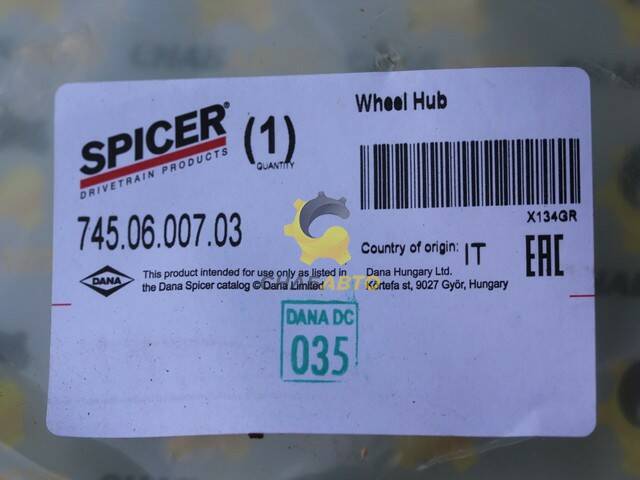 SPICER®
DRIVETRAIN PRODUCTS
(1)
QUANTITY
Wheel Hub
X134GR
745.06.007.03
Country of origin: IT
EAC
DANA
This product intended for use only as listed in
the Dana Spicer catalog © Dana Limited
Dana Hungary Ltd.
Kőrtefa st, 9027 Győr, Hungary
СНАБАВТО
DANA DC
035